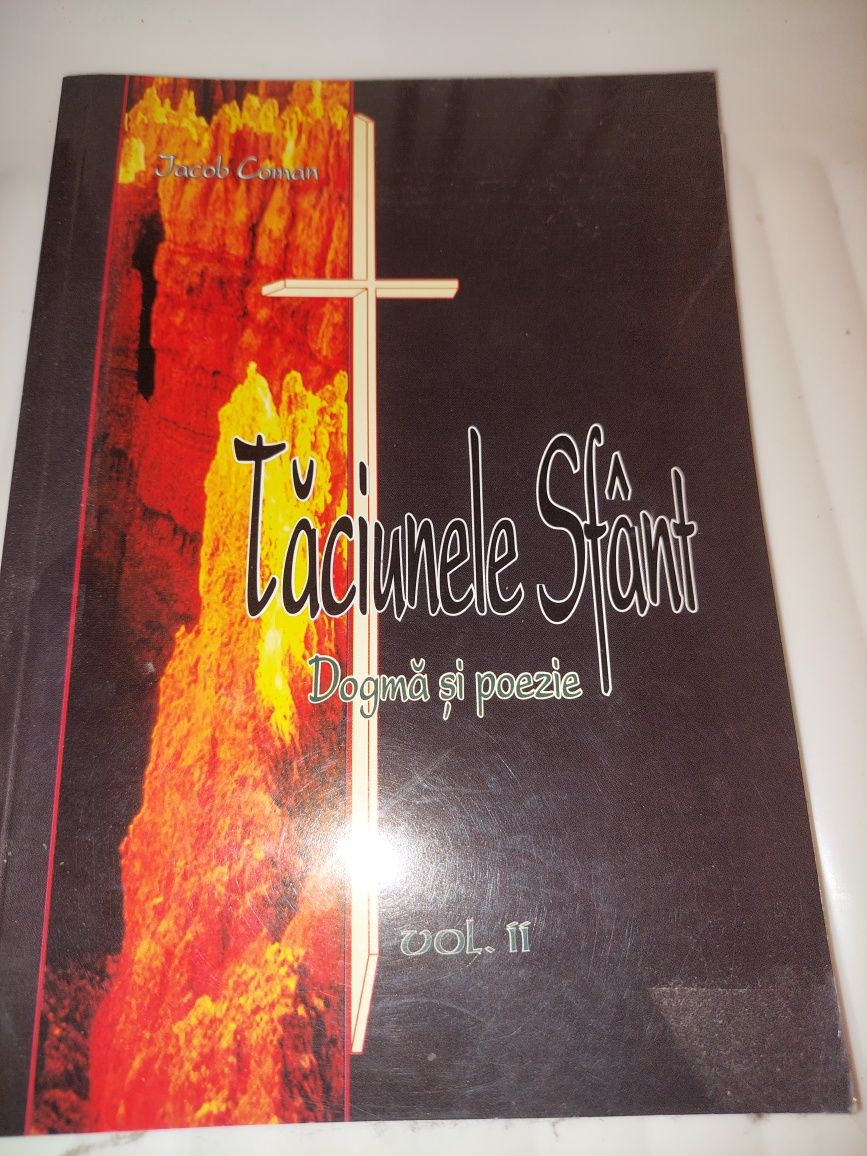 Jacob Coman
Tăciunele Sfânt
Dogmă și poezie
vol. II